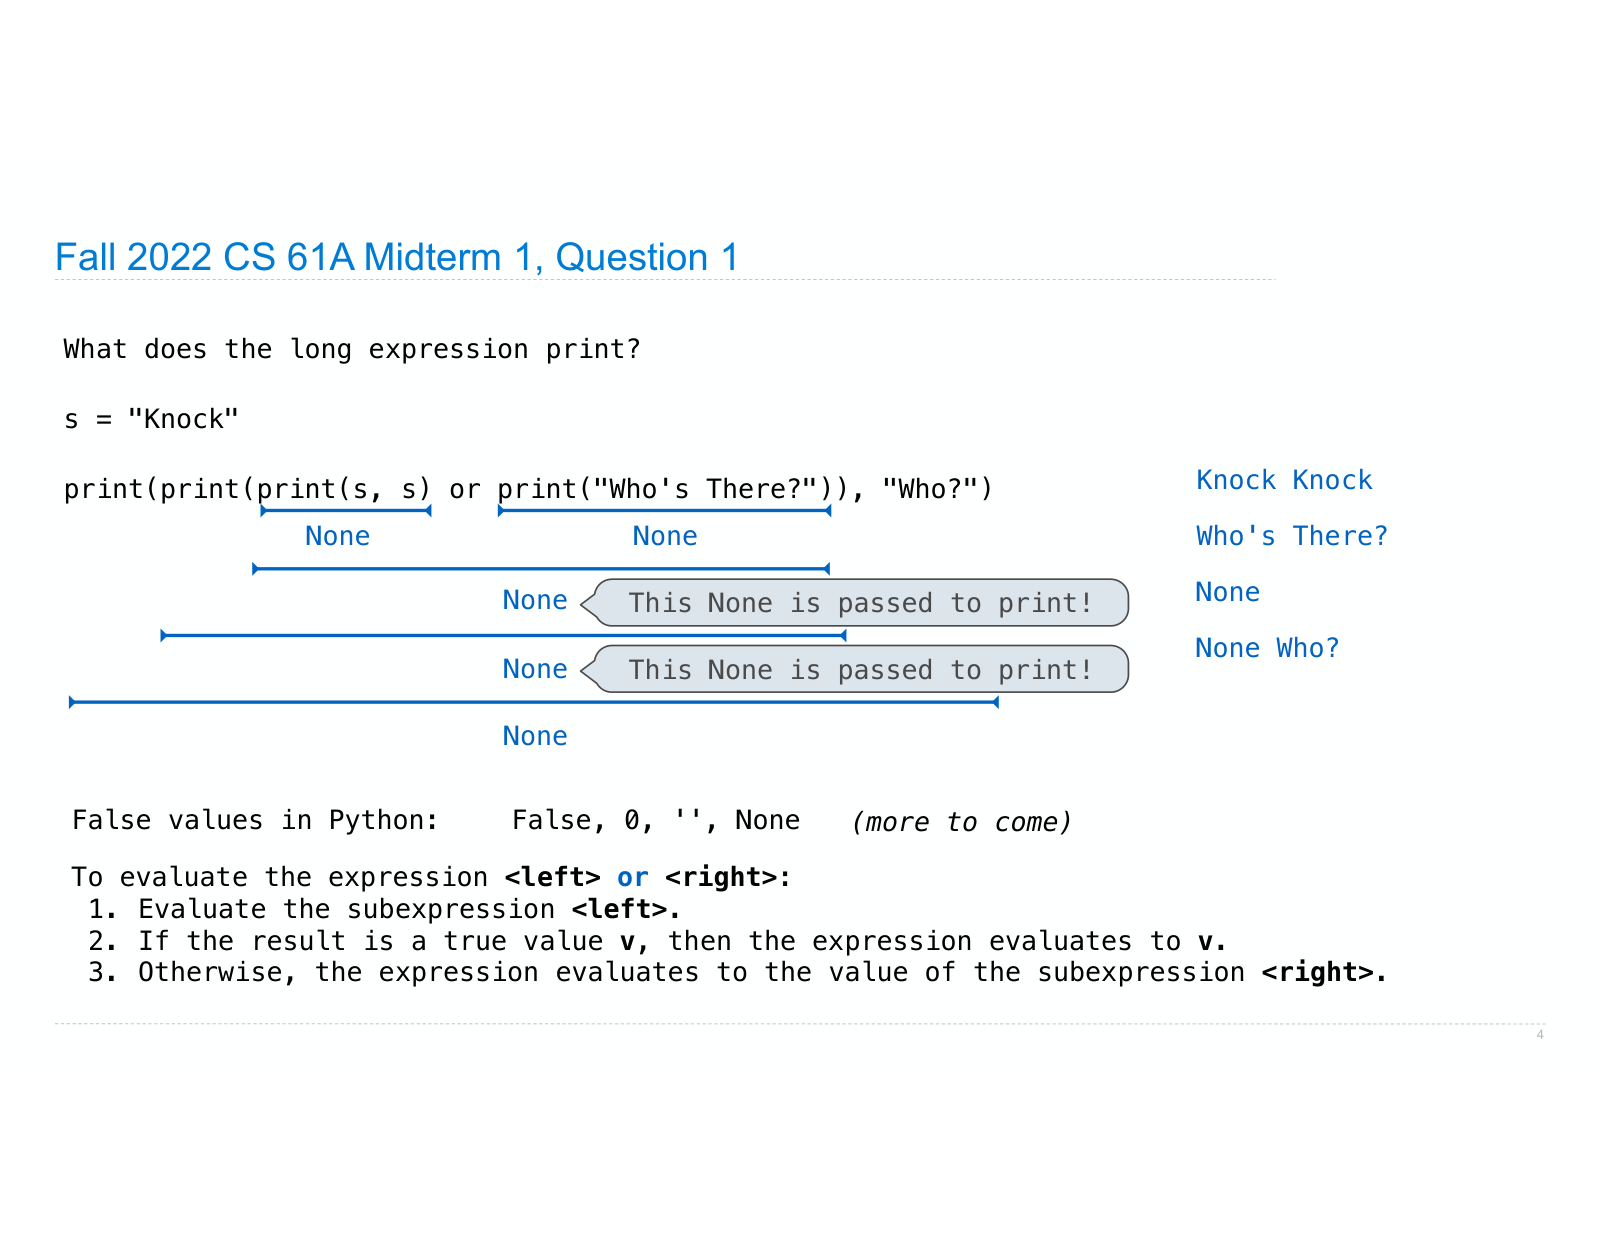 Fall 2022 CS 61A Midterm 1, Question 1
What does the long expression print?
s = "Knock"
print(print(print(s, s) or print("Who's There?")), "Who?")
None None
None This None is passed to print!
None This None is passed to print!
None
Knock Knock
Who's There?
None
None Who?
False values in Python: False, 0, '', None (more to come)
To evaluate the expression <left> or <right>:
1. Evaluate the subexpression <left>.
2. If the result is a true value v, then the expression evaluates to v.
3. Otherwise, the expression evaluates to the value of the subexpression <right>.
4